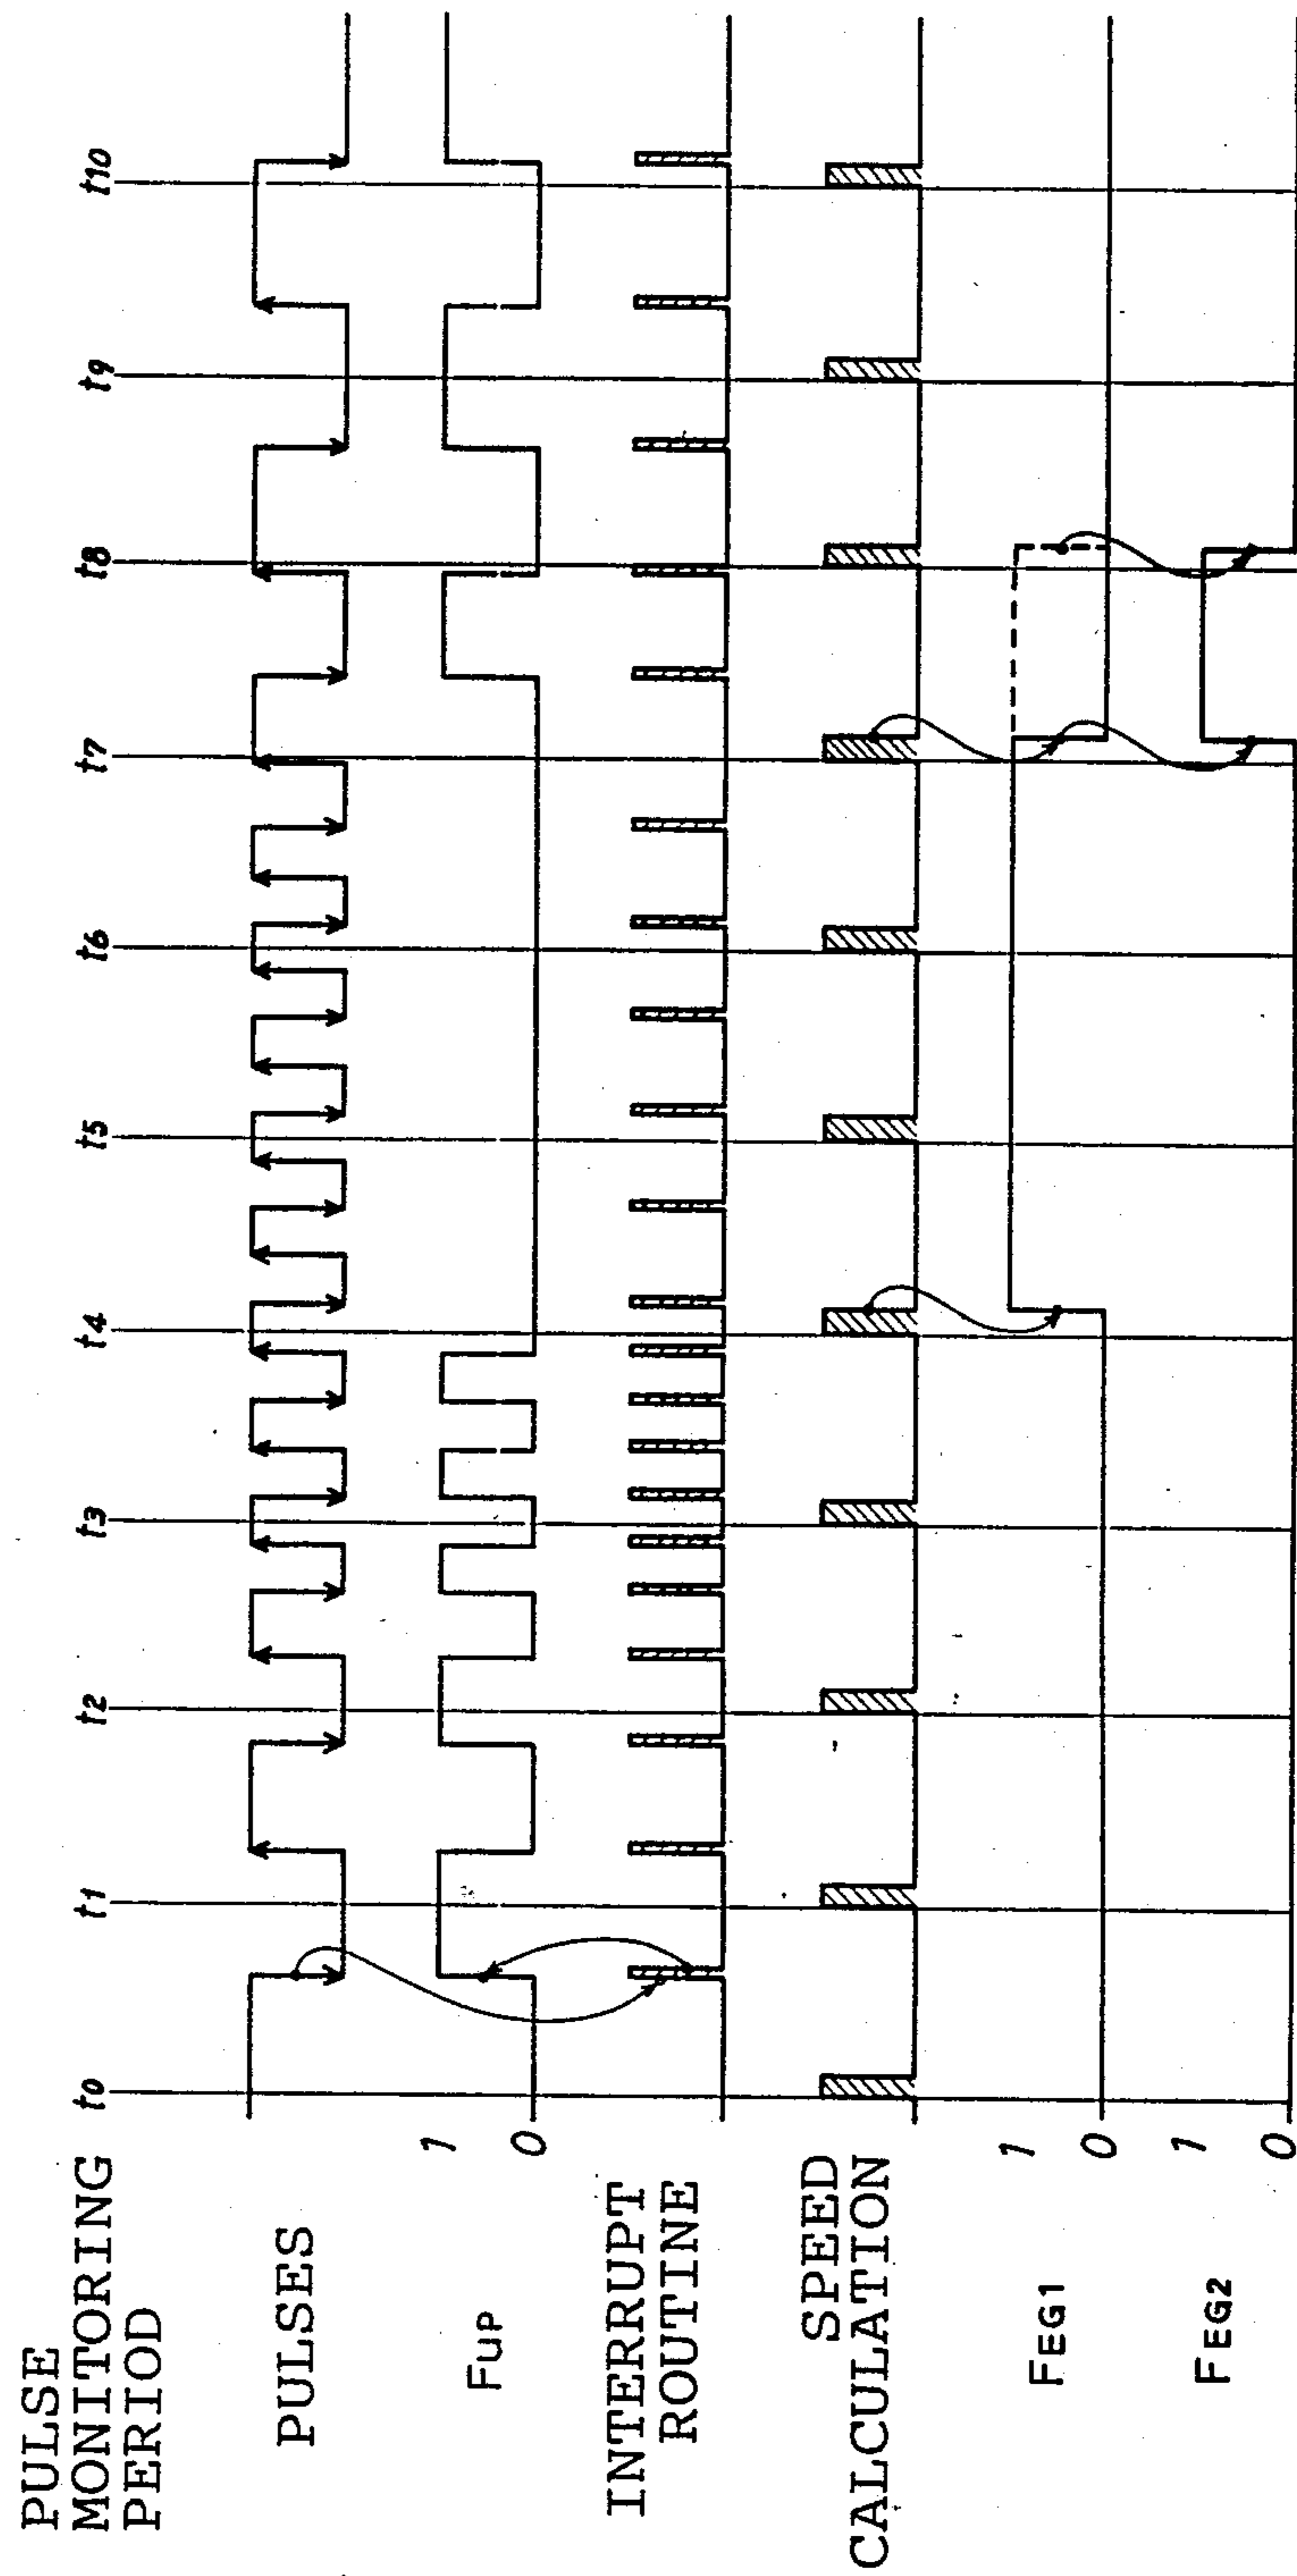 PULSE
MONITORING
PERIOD
t0 t1 t2 t3 t4 t5 t6 t7 t8 t9 t10
PULSES
FUP
1
0
INTERRUPT
ROUTINE
SPEED
CALCULATION
FEG1
1
0
FEG2
1
0